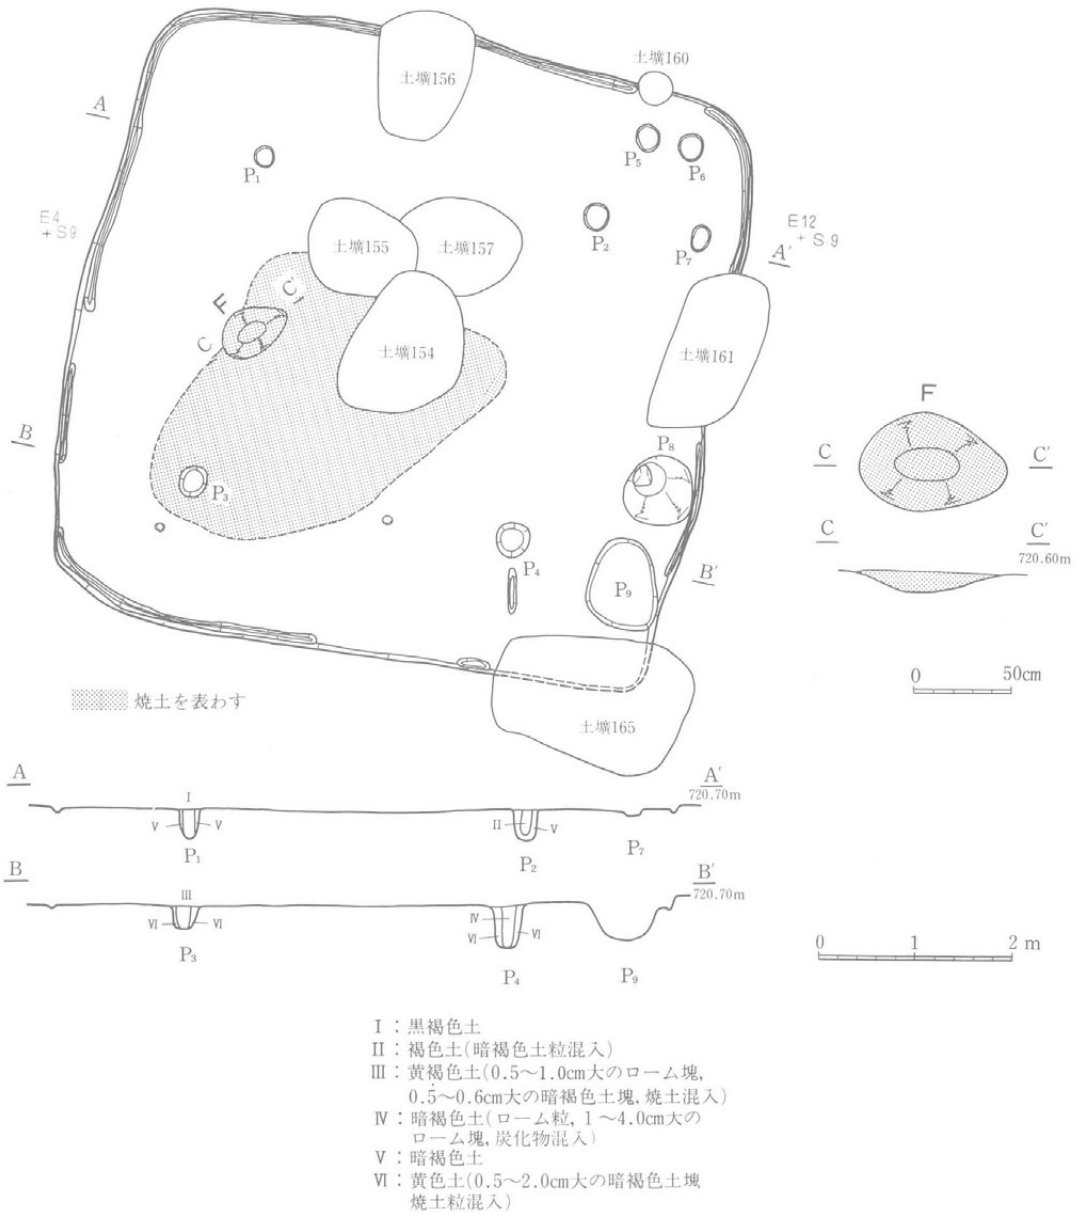 土壙156
土壙160
A
P1
P5
P6
E4
+ S9
土壙155
土壙157
P2
P7
E12
+ S 9
A′
F
C′
C
土壙154
土壙161
B
P8
P3
P4
P9
B′
F
C
C′
C
C′
720.60m
0
50cm
焼土を表わす
土壙165
A
A′
720.70m
I
V
V
II
V
P1
P2
P7
B
B′
720.70m
III
VI
VI
IV
VI
VI
P3
P4
P9
0
1
2 m
I：黒褐色土
II：褐色土(暗褐色土粒混入)
III：黄褐色土(0.5～1.0cm大のローム塊,
0.5～0.6cm大の暗褐色土塊, 焼土混入)
IV：暗褐色土(ローム粒, 1～4.0cm大の
ローム塊, 炭化物混入)
V：暗褐色土
VI：黄色土(0.5～2.0cm大の暗褐色土塊
焼土粒混入)